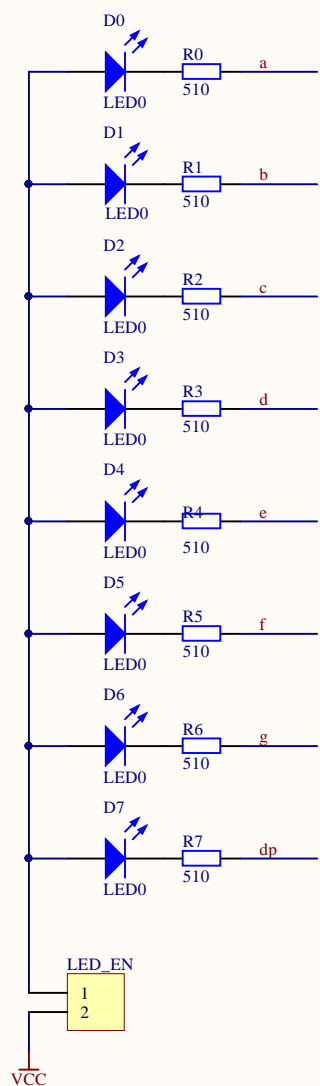 D0
R0
a
LED0
510
D1
R1
b
LED0
510
D2
R2
c
LED0
510
D3
R3
d
LED0
510
D4
R4
e
LED0
510
D5
R5
f
LED0
510
D6
R6
g
LED0
510
D7
R7
dp
LED0
510
LED_EN
1
2
VCC